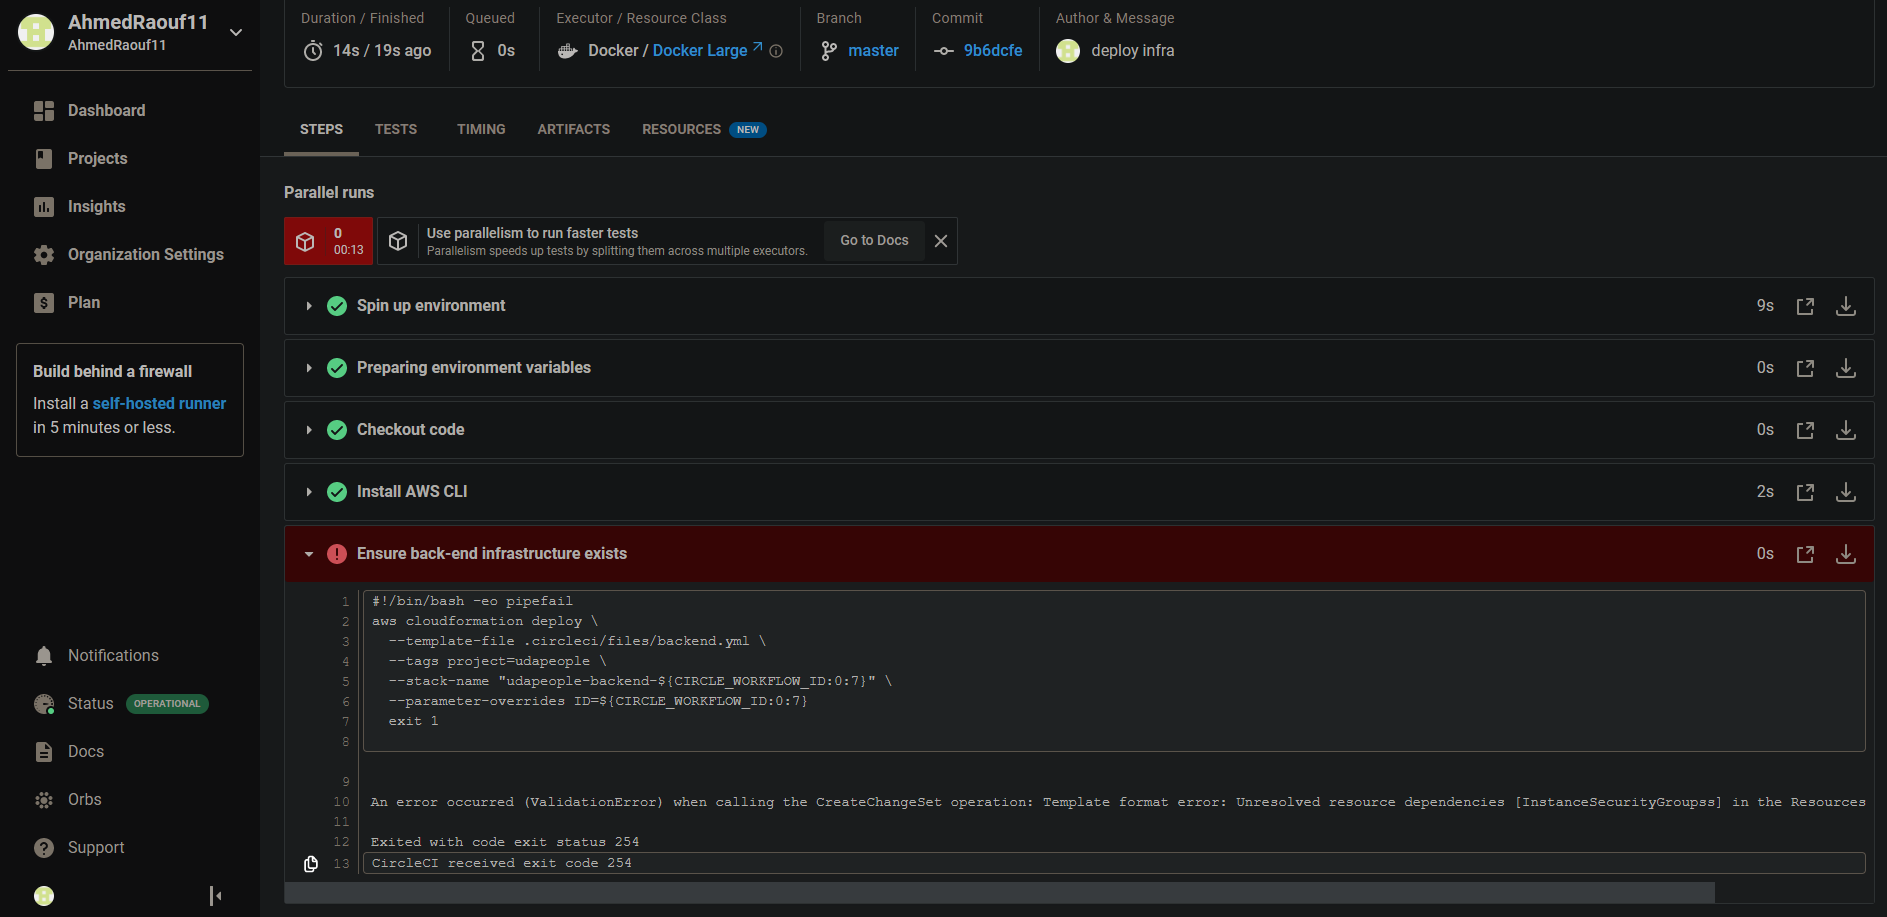 AhmedRaouf11
AhmedRaouf11
Dashboard
Projects
Insights
Organization Settings
Plan
Build behind a firewall
Install a self-hosted runner
in 5 minutes or less.
Notifications
Status OPERATIONAL
Docs
Orbs
Support
Duration / Finished
14s / 19s ago
Queued
0s
Executor / Resource Class
Docker / Docker Large
Branch
master
Commit
9b6dcfe
Author & Message
deploy infra
STEPS TESTS TIMING ARTIFACTS RESOURCES NEW
Parallel runs
0
00:13
Use parallelism to run faster tests
Parallelism speeds up tests by splitting them across multiple executors.
Go to Docs
Spin up environment 9s
Preparing environment variables 0s
Checkout code 0s
Install AWS CLI 2s
Ensure back-end infrastructure exists 0s
1 #!/bin/bash -eo pipefail
2 aws cloudformation deploy \
3 --template-file .circleci/files/backend.yml \
4 --tags project=udapeople \
5 --stack-name "udapeople-backend-${CIRCLE_WORKFLOW_ID:0:7}" \
6 --parameter-overrides ID=${CIRCLE_WORKFLOW_ID:0:7}
7 exit 1
8
9
10 An error occurred (ValidationError) when calling the CreateChangeSet operation: Template format error: Unresolved resource dependencies [InstanceSecurityGroupss] in the Resources
11
12 Exited with code exit status 254
13 CircleCI received exit code 254